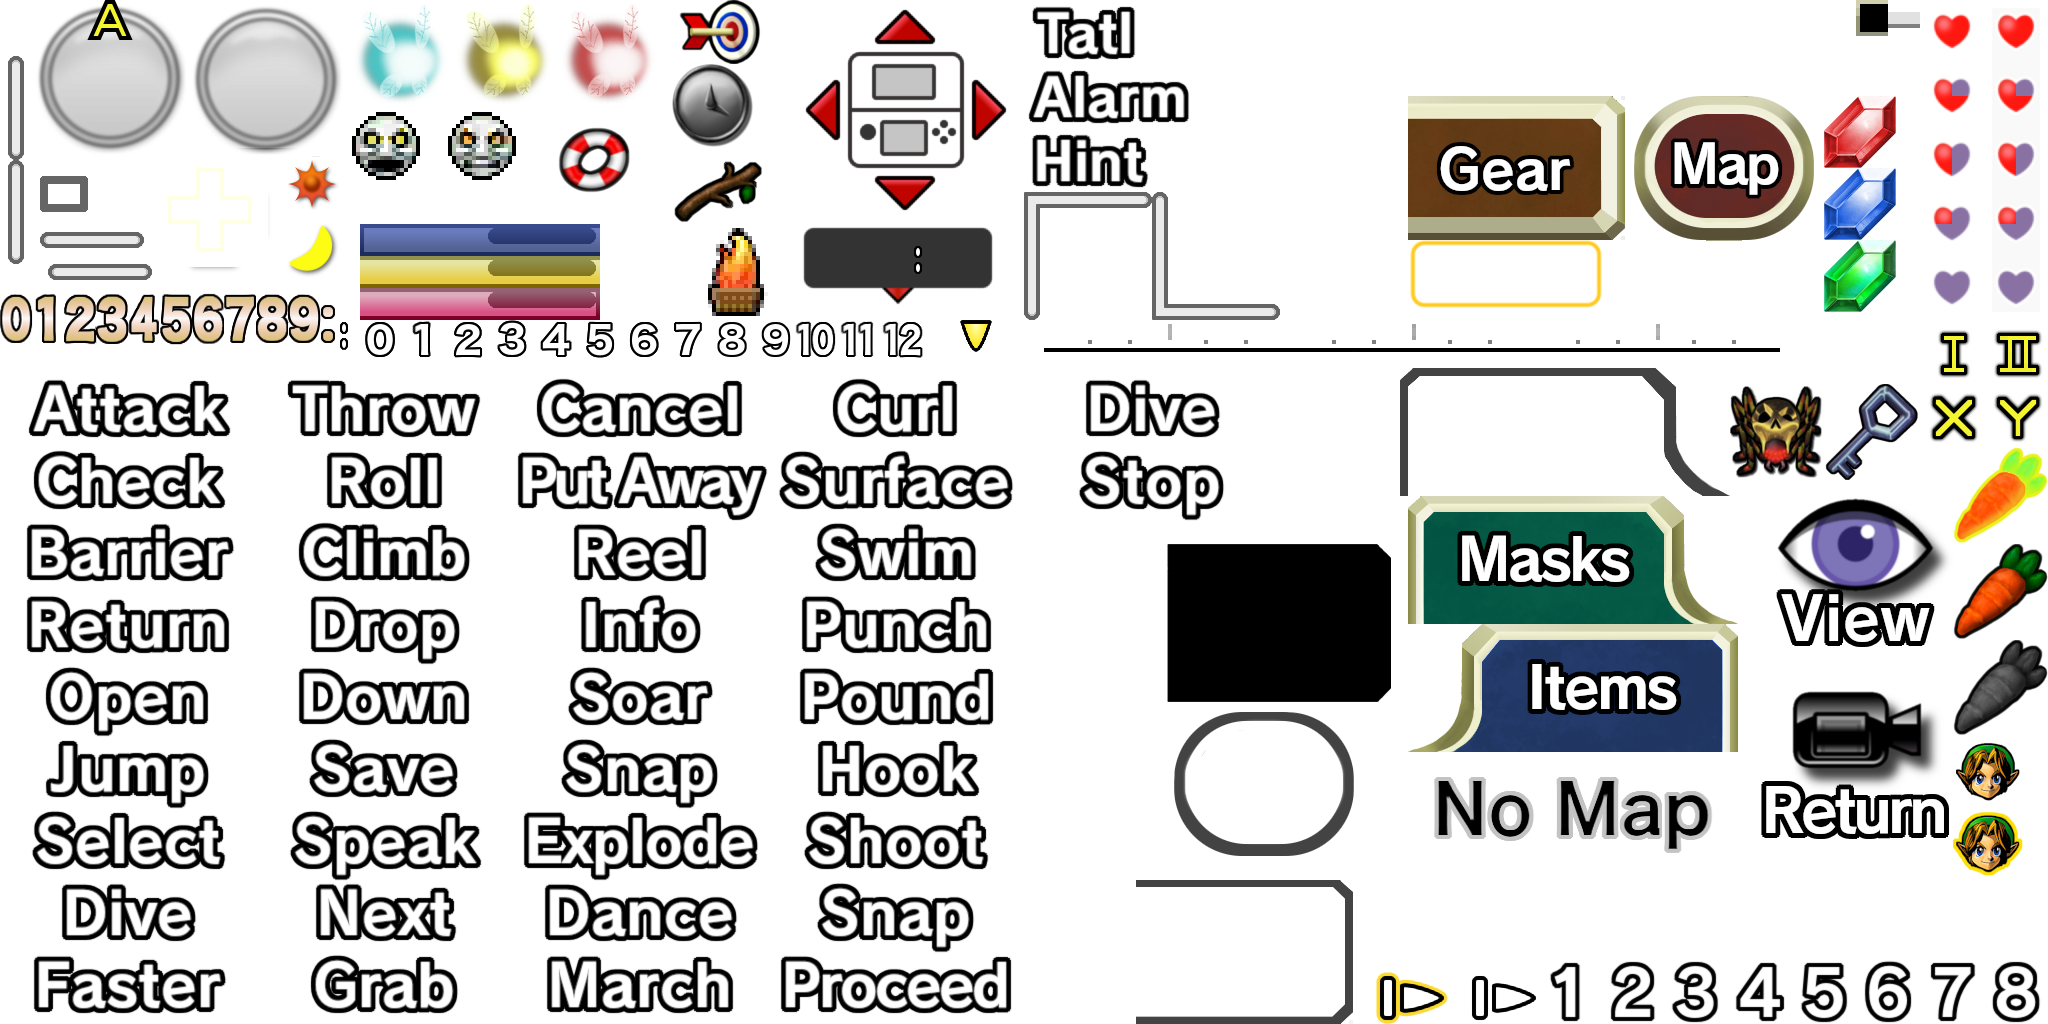 A
Tatl
Alarm
Hint
Gear
Map
0123456789:
:
:
0 1 2 3 4 5 6 7 8 9 10 11 12
I II
X Y
Attack Throw Cancel Curl Dive
Check Roll Put Away Surface Stop
Barrier Climb Reel Swim
Return Drop Info Punch
Open Down Soar Pound
Jump Save Snap Hook
Select Speak Explode Shoot
Dive Next Dance Snap
Faster Grab March Proceed
Masks
View
Items
No Map
Return
1 2 3 4 5 6 7 8